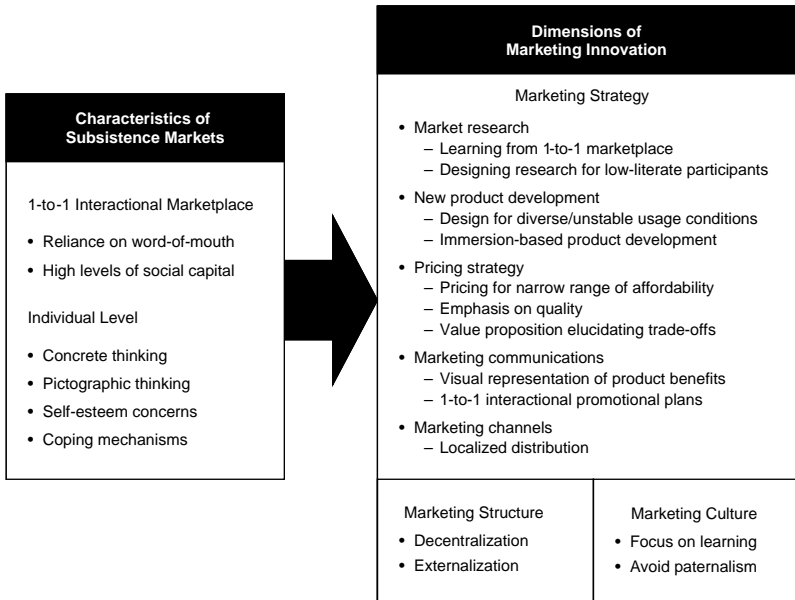 Characteristics of
Subsistence Markets
1-to-1 Interactional Marketplace
• Reliance on word-of-mouth
• High levels of social capital
Individual Level
• Concrete thinking
• Pictographic thinking
• Self-esteem concerns
• Coping mechanisms
Dimensions of
Marketing Innovation
Marketing Strategy
• Market research
– Learning from 1-to-1 marketplace
– Designing research for low-literate participants
• New product development
– Design for diverse/unstable usage conditions
– Immersion-based product development
• Pricing strategy
– Pricing for narrow range of affordability
– Emphasis on quality
– Value proposition elucidating trade-offs
• Marketing communications
– Visual representation of product benefits
– 1-to-1 interactional promotional plans
• Marketing channels
– Localized distribution
Marketing Structure
• Decentralization
• Externalization
Marketing Culture
• Focus on learning
• Avoid paternalism